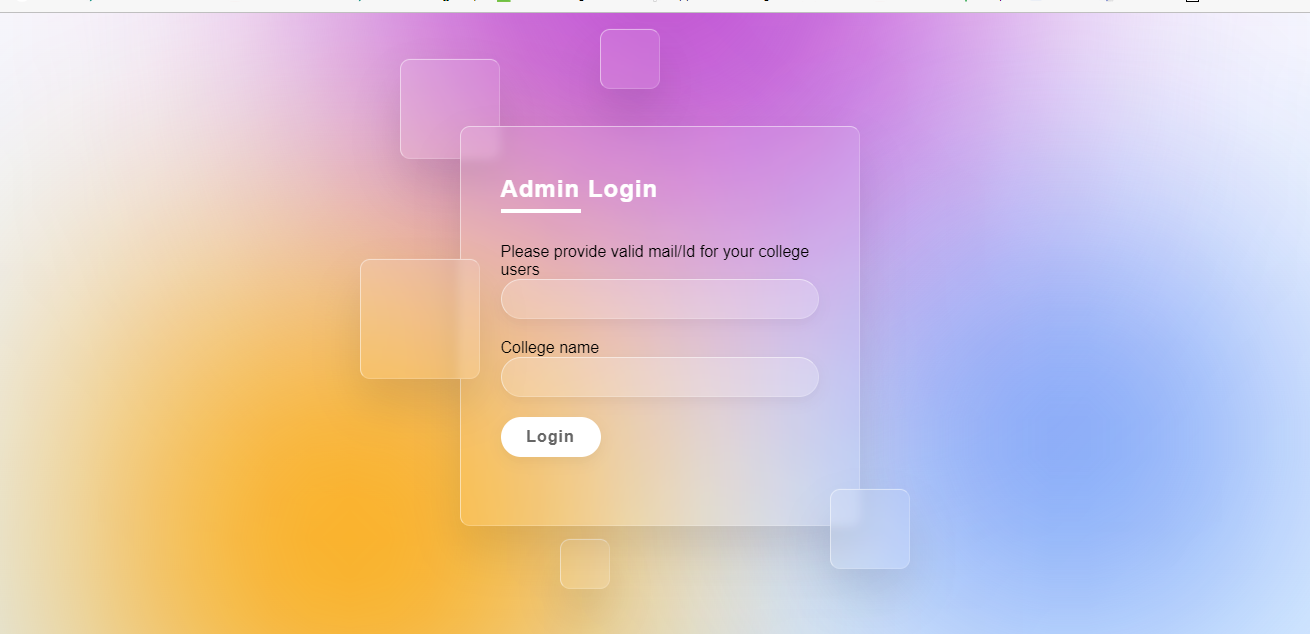 Admin Login
Please provide valid mail/Id for your college
users
College name
Login